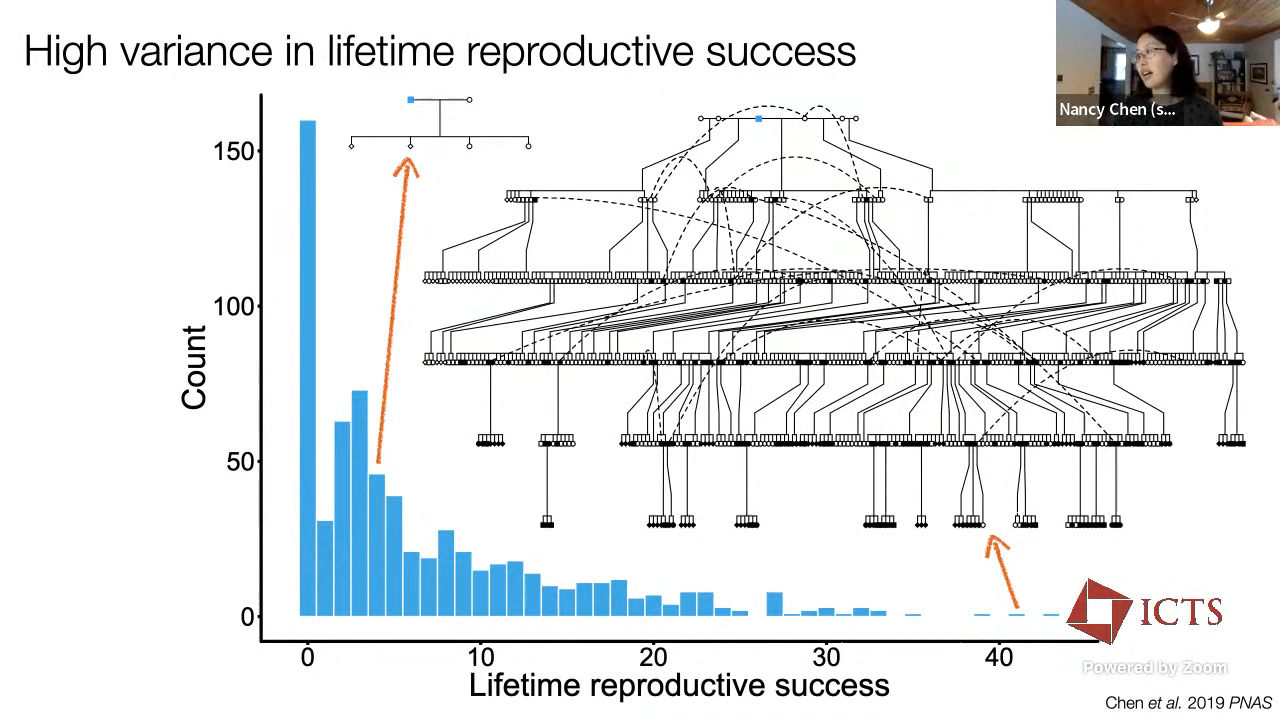 High variance in lifetime reproductive success
Nancy Chen (s...
150
100
50
0
Count
0 10 20 30 40
Lifetime reproductive success
ICTS
Powered by Zoom
Chen et al. 2019 PNAS